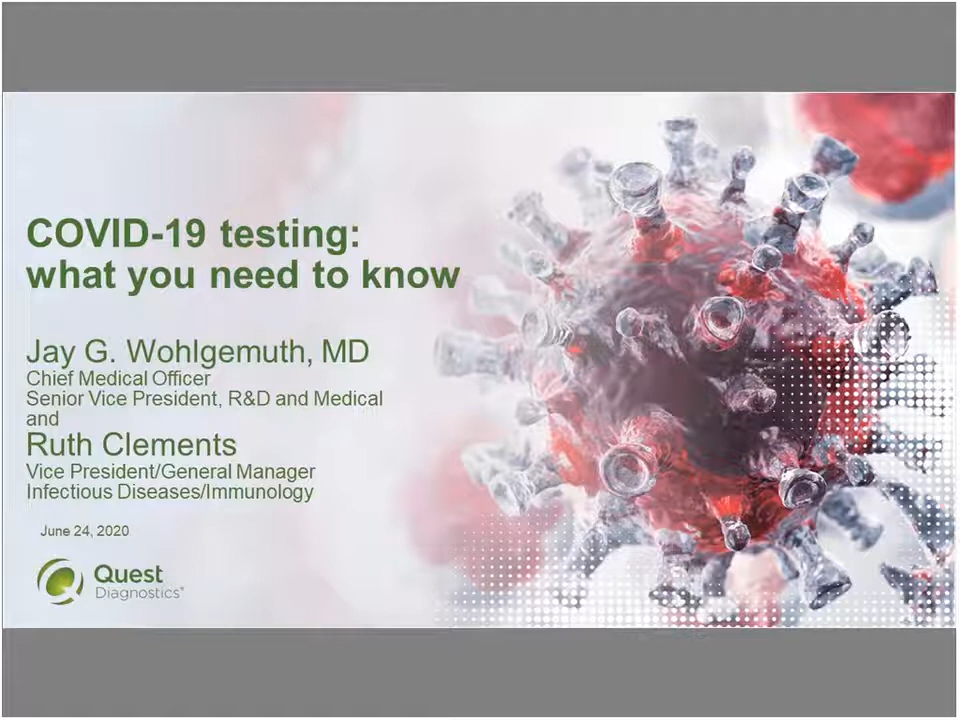 COVID-19 testing:
what you need to know
Jay G. Wohlgemuth, MD
Chief Medical Officer
Senior Vice President, R&D and Medical
and
Ruth Clements
Vice President/General Manager
Infectious Diseases/Immunology
June 24, 2020
Quest
Diagnostics®